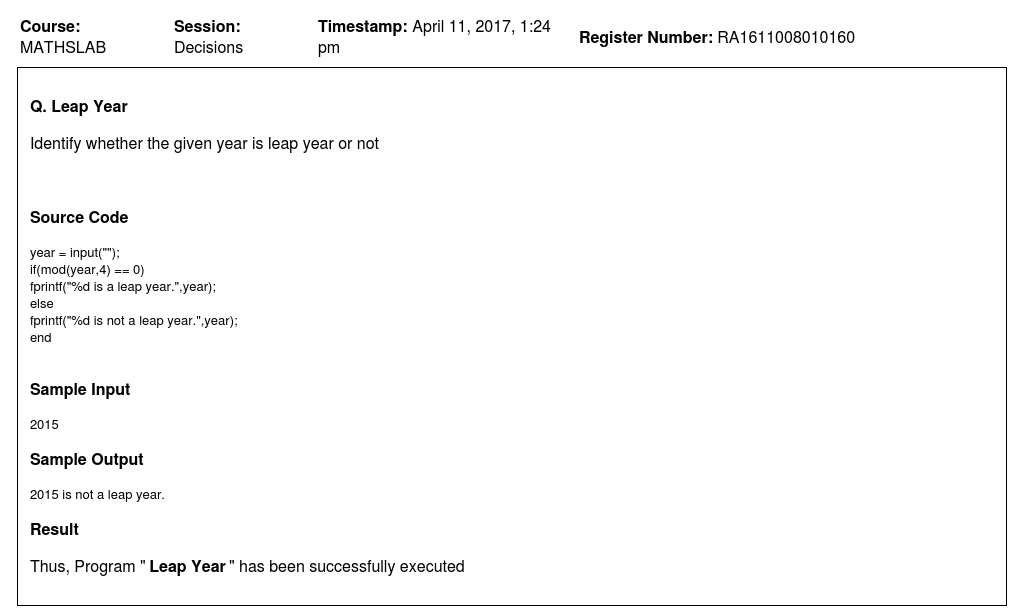 Course: MATHSLAB
Session: Decisions
Timestamp: April 11, 2017, 1:24 pm
Register Number: RA1611008010160
Q. Leap Year
Identify whether the given year is leap year or not
Source Code
year = input("");
if(mod(year,4) == 0)
fprintf("%d is a leap year.",year);
else
fprintf("%d is not a leap year.",year);
end
Sample Input
2015
Sample Output
2015 is not a leap year.
Result
Thus, Program " Leap Year " has been successfully executed